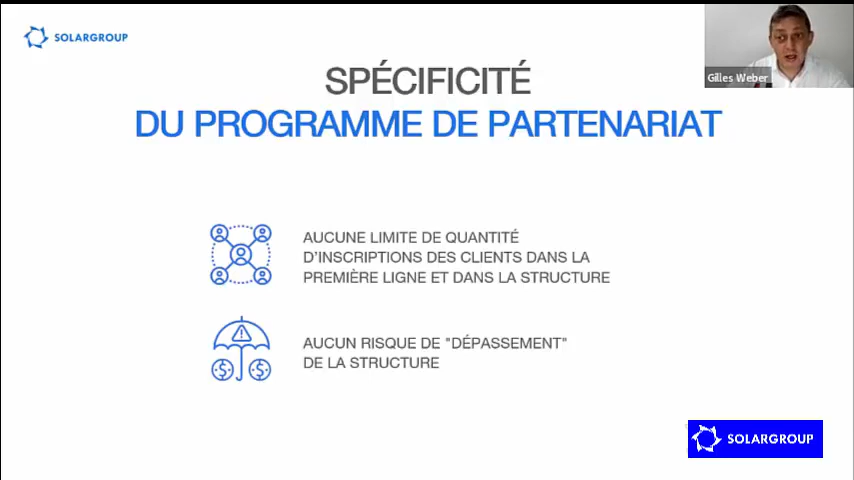 SOLARGROUP
Gilles Weber
SPÉCIFICITÉ
DU PROGRAMME DE PARTENARIAT
AUCUNE LIMITE DE QUANTITÉ
D'INSCRIPTIONS DES CLIENTS DANS LA
PREMIÈRE LIGNE ET DANS LA STRUCTURE
AUCUN RISQUE DE "DÉPASSEMENT"
DE LA STRUCTURE
SOLARGROUP